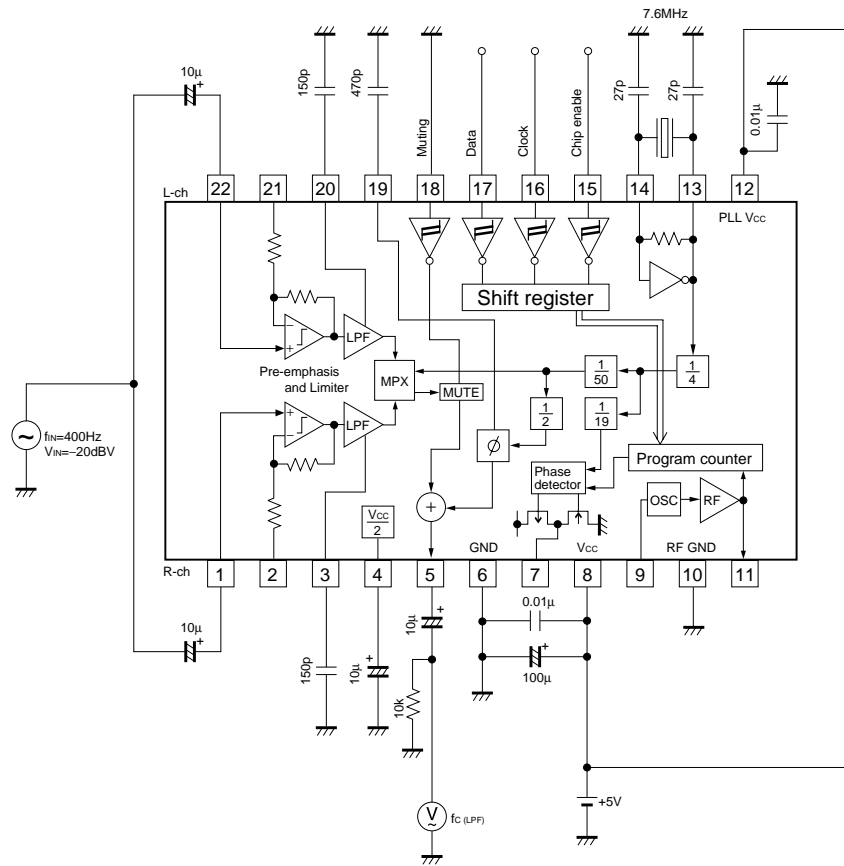 7.6MHz
10μ
+
150p
470p
Muting
Data
Clock
Chip enable
27p
27p
0.01μ
L-ch
22
21
20
19
18
17
16
15
14
13
12
PLL VCC
Shift register
−
+
LPF
Pre-emphasis
and Limiter
MPX
MUTE
1/50
1/4
1/2
1/19
+
−
LPF
ϕ
Phase
detector
Program counter
~
fIN=400Hz
VIN=−20dBV
VCC/2
+
OSC
RF
GND
VCC
RF GND
R-ch
1
2
3
4
5
6
7
8
9
10
11
10μ
+
150p
10μ
+
10μ
+
10k
0.01μ
+
100μ
+5V
V
~
fC (LPF)